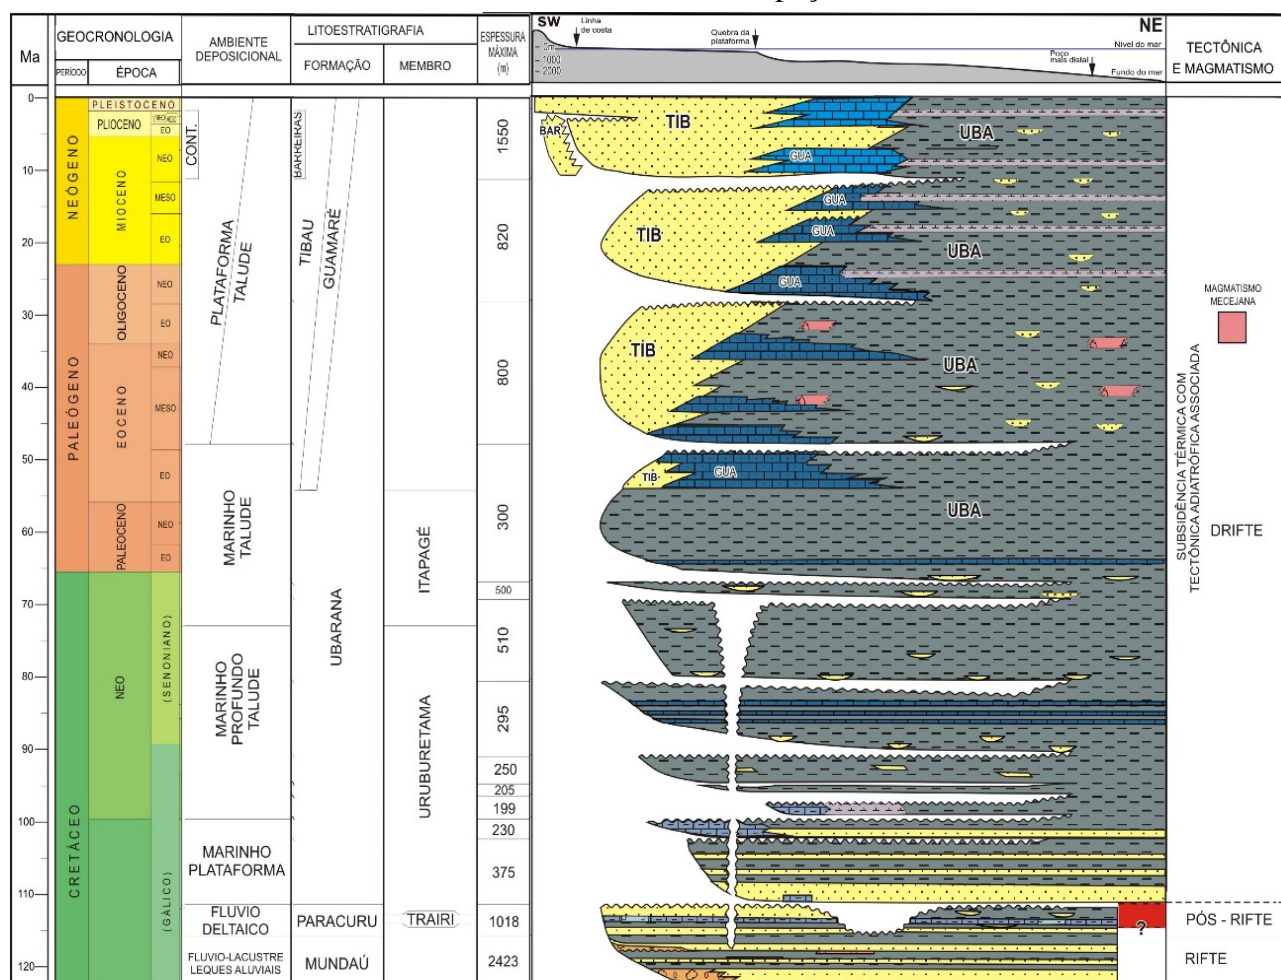 GEOCRONOLOGIA
Ma
PERÍODO
ÉPOCA
AMBIENTE
DEPOSICIONAL
LITOESTRATIGRAFIA
FORMAÇÃO
MEMBRO
ESPESSURA
MÁXIMA
(m)
SW
Linha
de costa
Quebra da
plataforma
NE
Nivel do mar
Poço
mais distal
Fundo do mar
0m
1000
2000
TECTÔNICA
E MAGMATISMO
0
10
20
30
40
50
60
70
80
90
100
110
120
NEÓGENO
PALEÓGENO
CRETÁCEO
PLEISTOCENO
PLIOCENO
MIOCENO
OLIGOCENO
EOCENO
PALEOCENO
NEO
EO
NEO
MESO
EO
NEO
EO
NEO
MESO
EO
NEO
EO
(SENONIANO)
(GÁLICO)
CONT.
PLATAFORMA
TALUDE
MARINHO
TALUDE
MARINHO
PROFUNDO
TALUDE
MARINHO
PLATAFORMA
FLUVIO
DELTAICO
FLUVIO-LACUSTRE
LEQUES ALUVIAIS
BARREIRAS
TIBAU
GUAMARÉ
UBARANA
PARACURU
MUNDAÚ
ITAPAGÉ
URUBURETAMA
TRAIRI
1550
820
800
300
500
510
295
250
205
199
230
375
1018
2423
BAR
TIB
UBA
GUA
GUA
TIB
GUA
UBA
GUA
TIB
UBA
TIB
GUA
UBA
?
MAGMATISMO
MECEJANA
SUBSIDÊNCIA TÉRMICA COM
TECTÔNICA ADIATRÓFICA ASSOCIADA
DRIFTE
PÓS - RIFTE
RIFTE